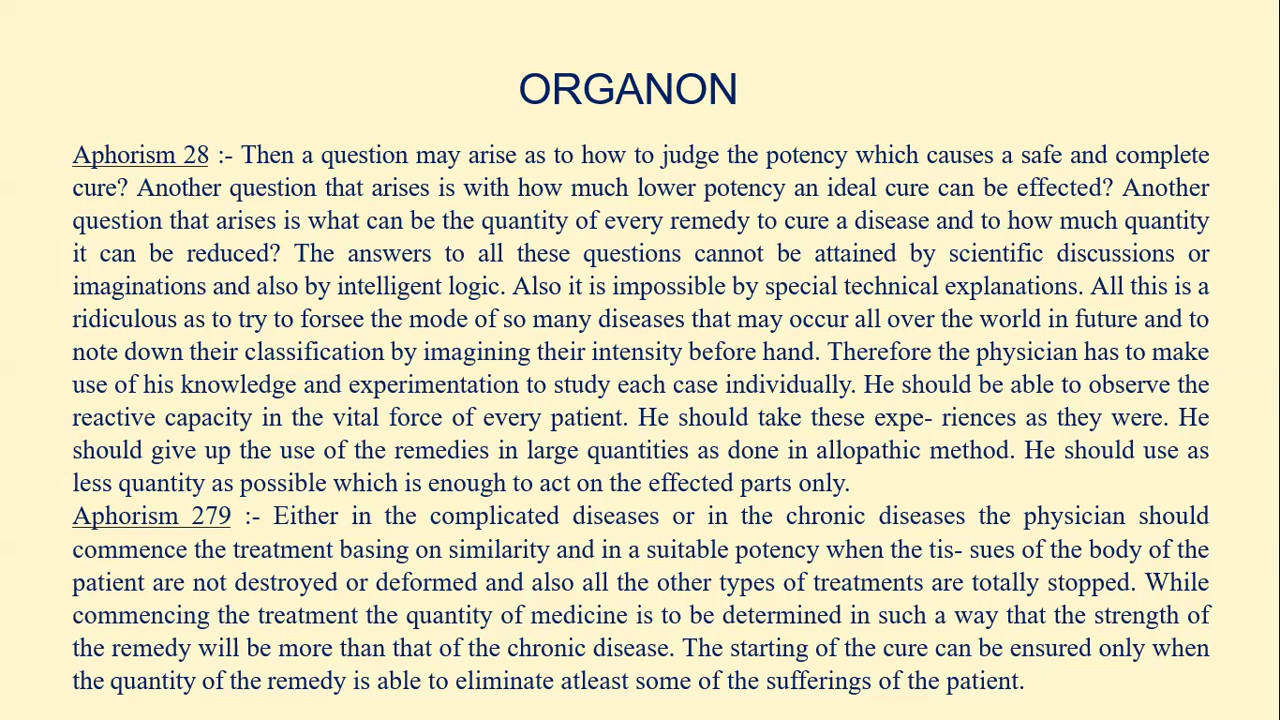 ORGANON
Aphorism 28 :- Then a question may arise as to how to judge the potency which causes a safe and complete
cure? Another question that arises is with how much lower potency an ideal cure can be effected? Another
question that arises is what can be the quantity of every remedy to cure a disease and to how much quantity
it can be reduced? The answers to all these questions cannot be attained by scientific discussions or
imaginations and also by intelligent logic. Also it is impossible by special technical explanations. All this is a
ridiculous as to try to forsee the mode of so many diseases that may occur all over the world in future and to
note down their classification by imagining their intensity before hand. Therefore the physician has to make
use of his knowledge and experimentation to study each case individually. He should be able to observe the
reactive capacity in the vital force of every patient. He should take these expe- riences as they were. He
should give up the use of the remedies in large quantities as done in allopathic method. He should use as
less quantity as possible which is enough to act on the effected parts only.
Aphorism 279 :- Either in the complicated diseases or in the chronic diseases the physician should
commence the treatment basing on similarity and in a suitable potency when the tis- sues of the body of the
patient are not destroyed or deformed and also all the other types of treatments are totally stopped. While
commencing the treatment the quantity of medicine is to be determined in such a way that the strength of
the remedy will be more than that of the chronic disease. The starting of the cure can be ensured only when
the quantity of the remedy is able to eliminate atleast some of the sufferings of the patient.